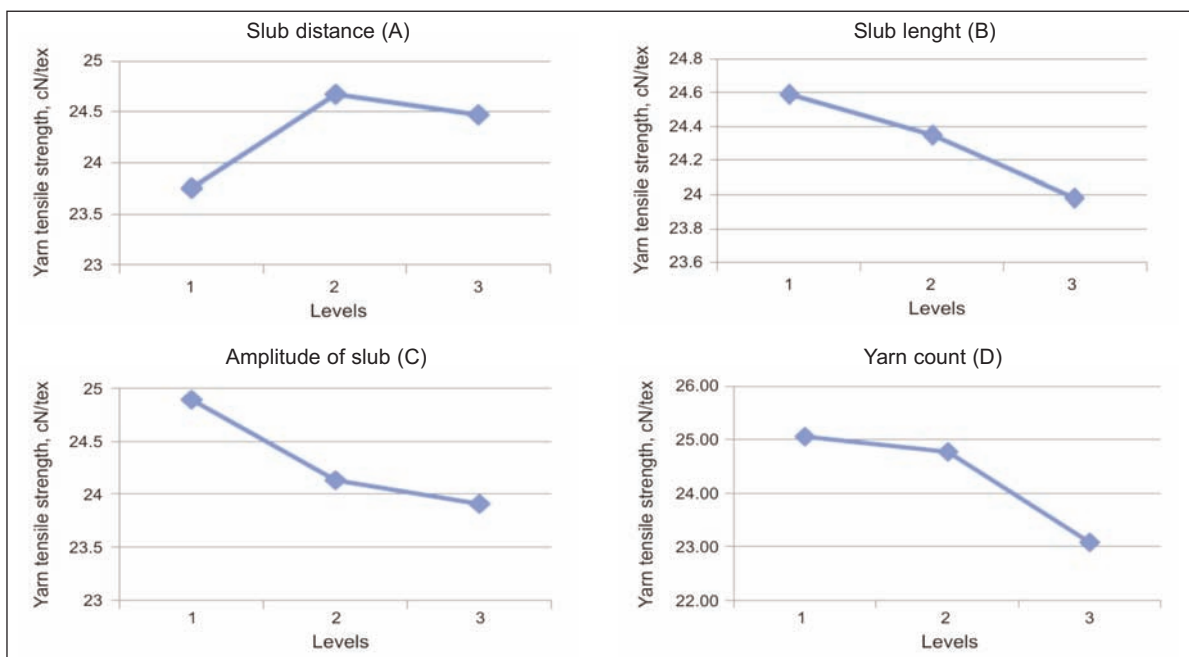 Slub distance (A)
Yarn tensile strength, cN/tex
25
24.5
24
23.5
23
1 2 3
Levels
Slub lenght (B)
Yarn tensile strength, cN/tex
24.8
24.6
24.4
24.2
24
23.8
23.6
1 2 3
Levels
Amplitude of slub (C)
Yarn tensile strength, cN/tex
25
24.5
24
23.5
23
1 2 3
Levels
Yarn count (D)
Yarn tensile strength, cN/tex
26.00
25.00
24.00
23.00
22.00
1 2 3
Levels